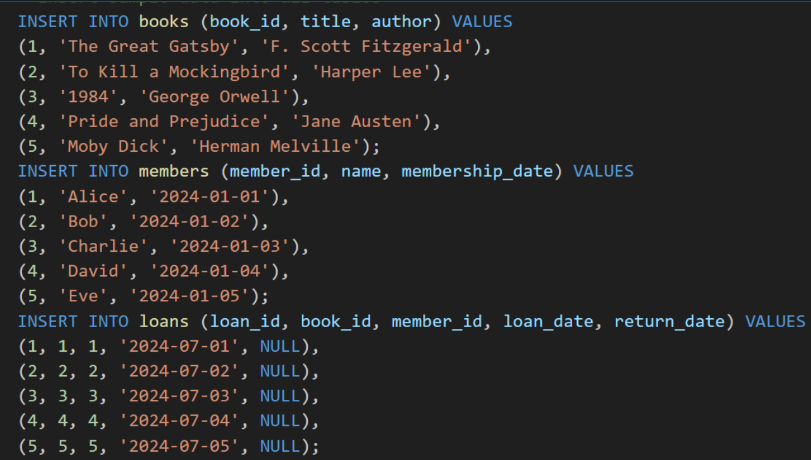 INSERT INTO books (book_id, title, author) VALUES
(1, 'The Great Gatsby', 'F. Scott Fitzgerald'),
(2, 'To Kill a Mockingbird', 'Harper Lee'),
(3, '1984', 'George Orwell'),
(4, 'Pride and Prejudice', 'Jane Austen'),
(5, 'Moby Dick', 'Herman Melville');
INSERT INTO members (member_id, name, membership_date) VALUES
(1, 'Alice', '2024-01-01'),
(2, 'Bob', '2024-01-02'),
(3, 'Charlie', '2024-01-03'),
(4, 'David', '2024-01-04'),
(5, 'Eve', '2024-01-05');
INSERT INTO loans (loan_id, book_id, member_id, loan_date, return_date) VALUES
(1, 1, 1, '2024-07-01', NULL),
(2, 2, 2, '2024-07-02', NULL),
(3, 3, 3, '2024-07-03', NULL),
(4, 4, 4, '2024-07-04', NULL),
(5, 5, 5, '2024-07-05', NULL);